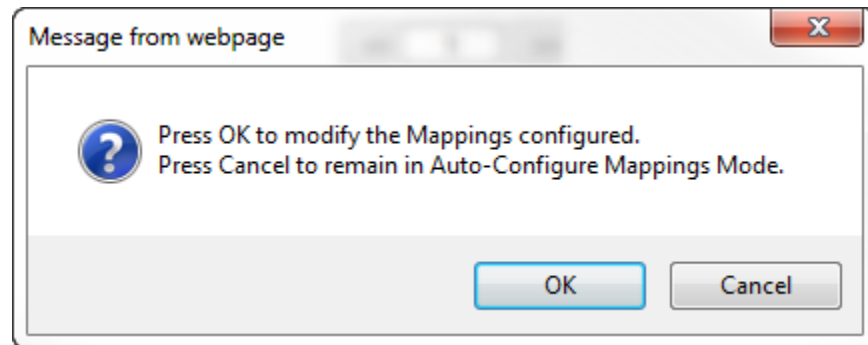 Message from webpage
Press OK to modify the Mappings configured.
Press Cancel to remain in Auto-Configure Mappings Mode.
OK
Cancel